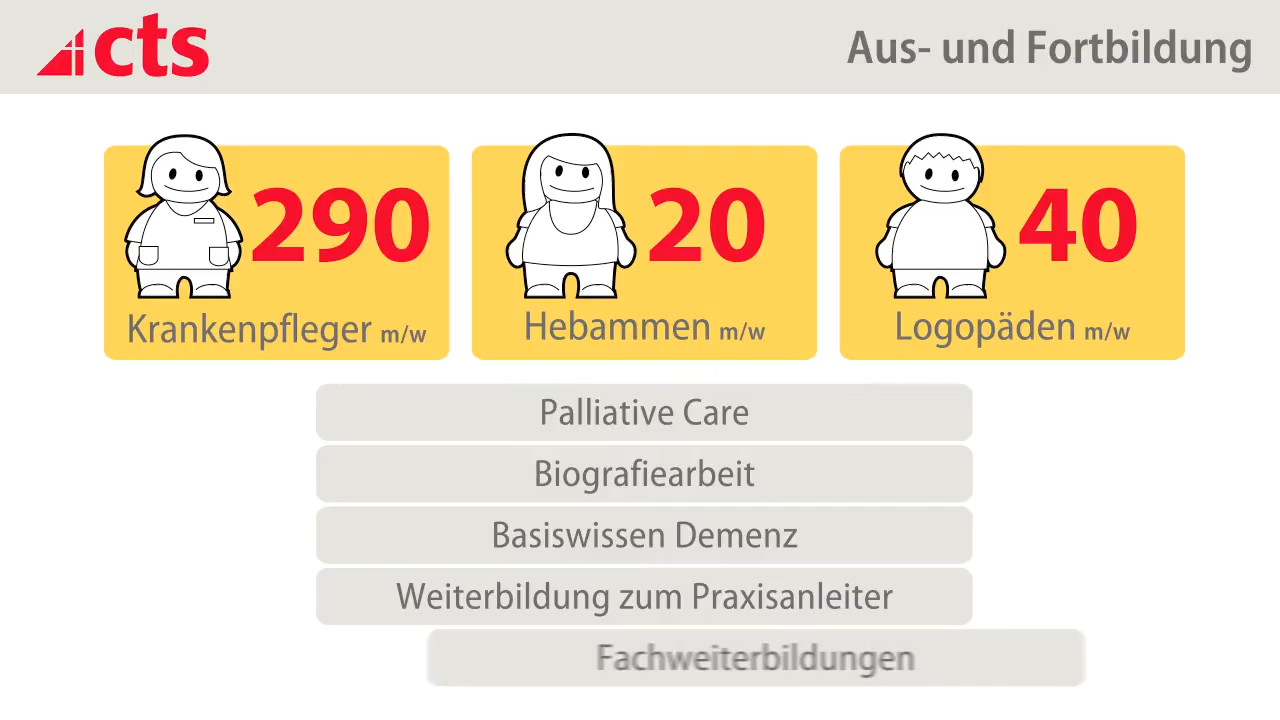 cts
Aus- und Fortbildung
290
Krankenpfleger m/w
20
Hebammen m/w
40
Logopäden m/w
Palliative Care
Biografiearbeit
Basiswissen Demenz
Weiterbildung zum Praxisanleiter
Fachweiterbildungen